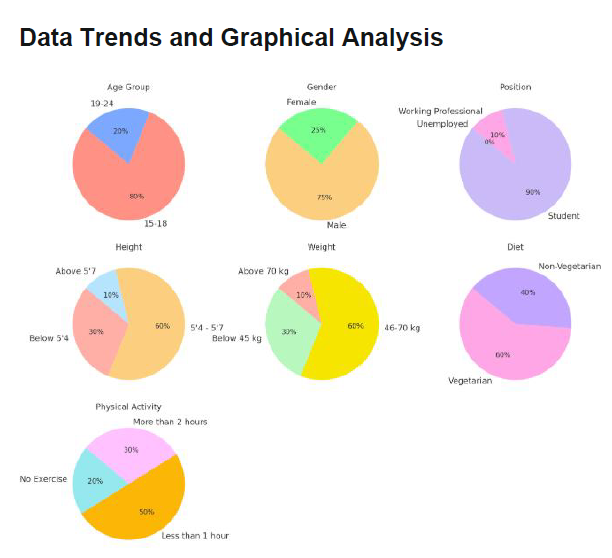 Data Trends and Graphical Analysis
Age Group
19-24
20%
80%
15-18
Gender
Female
25%
75%
Male
Position
Working Professional
Unemployed
10%
0%
90%
Student
Height
Above 5'7
10%
30%
60%
Below 5'4
5'4 - 5'7
Weight
Above 70 kg
10%
30%
60%
Below 45 kg
46-70 kg
Diet
Non-Vegetarian
40%
60%
Vegetarian
Physical Activity
More than 2 hours
30%
No Exercise
20%
50%
Less than 1 hour